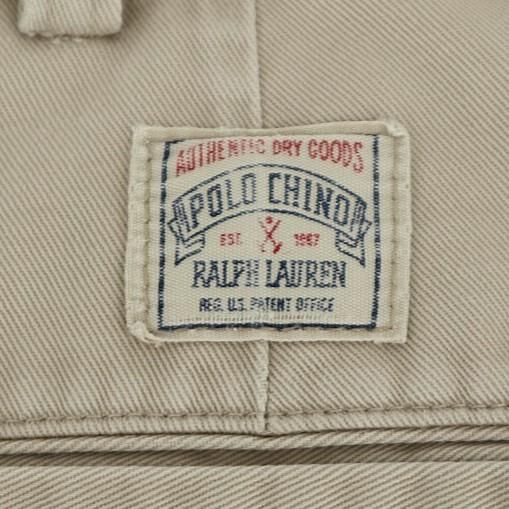 AUTHENTIC DRY GOODS
POLO CHINO
EST. 1967
RALPH LAUREN
REG. U.S. PATENT OFFICE